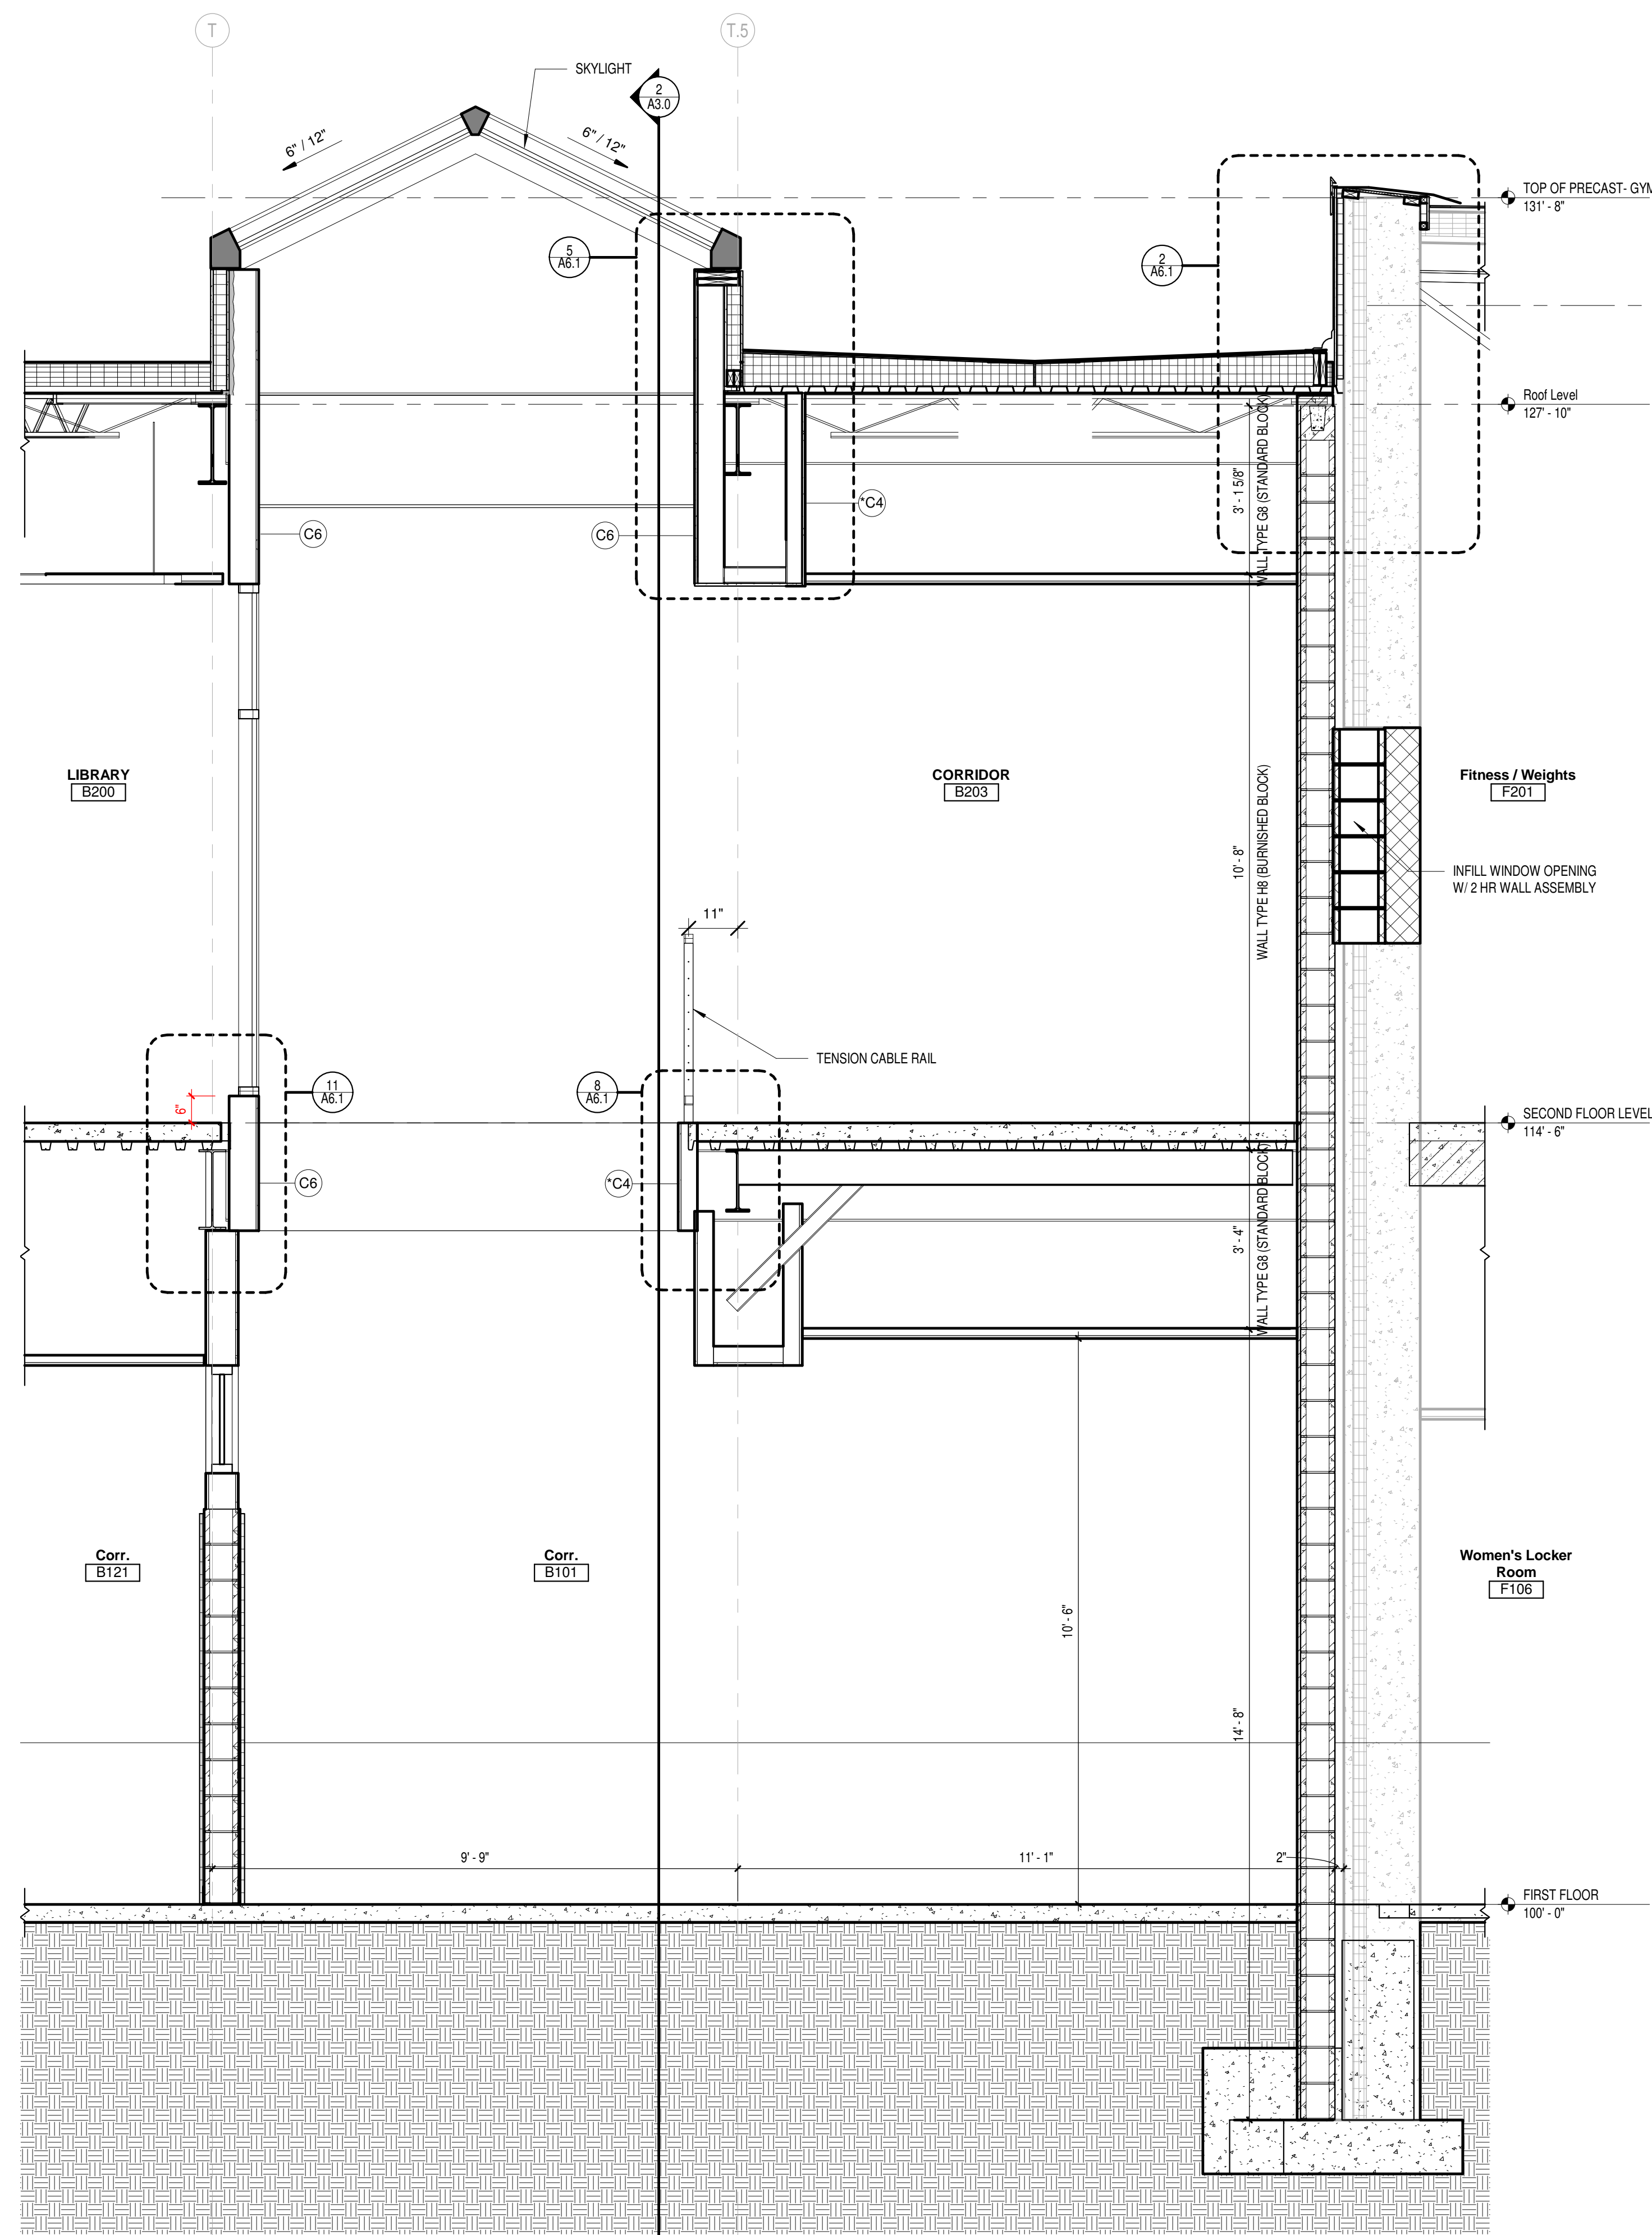 T
T.5
SKYLIGHT
2
A3.0
6" / 12"
6" / 12"
TOP OF PRECAST- GYM
131' - 8"
5
A6.1
2
A6.1
Roof Level
127' - 10"
3' - 1 5/8"
WALL TYPE G8 (STANDARD BLOCK)
*C4
C6
C6
LIBRARY
B200
CORRIDOR
B203
Fitness / Weights
F201
10' - 8"
WALL TYPE H8 (BURNISHED BLOCK)
INFILL WINDOW OPENING
W/ 2 HR WALL ASSEMBLY
11"
TENSION CABLE RAIL
11
A6.1
8
A6.1
6"
SECOND FLOOR LEVEL
114' - 6"
C6
*C4
3' - 4"
WALL TYPE G8 (STANDARD BLOCK)
Corr.
B121
Corr.
B101
Women's Locker
Room
F106
10' - 6"
14' - 8"
9' - 9"
11' - 1"
2"
FIRST FLOOR
100' - 0"